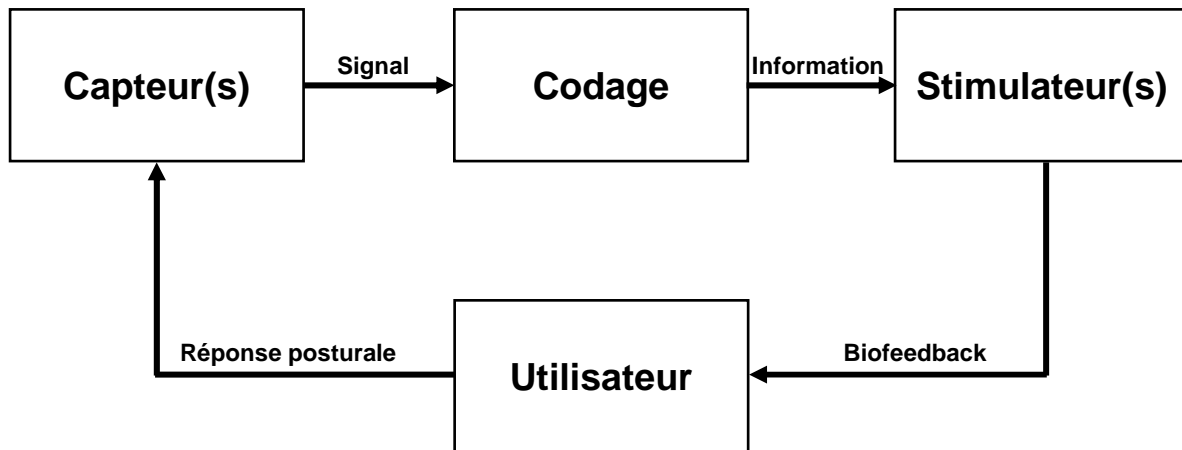 Capteur(s)
Signal
Codage
Information
Stimulateur(s)
Réponse posturale
Utilisateur
Biofeedback